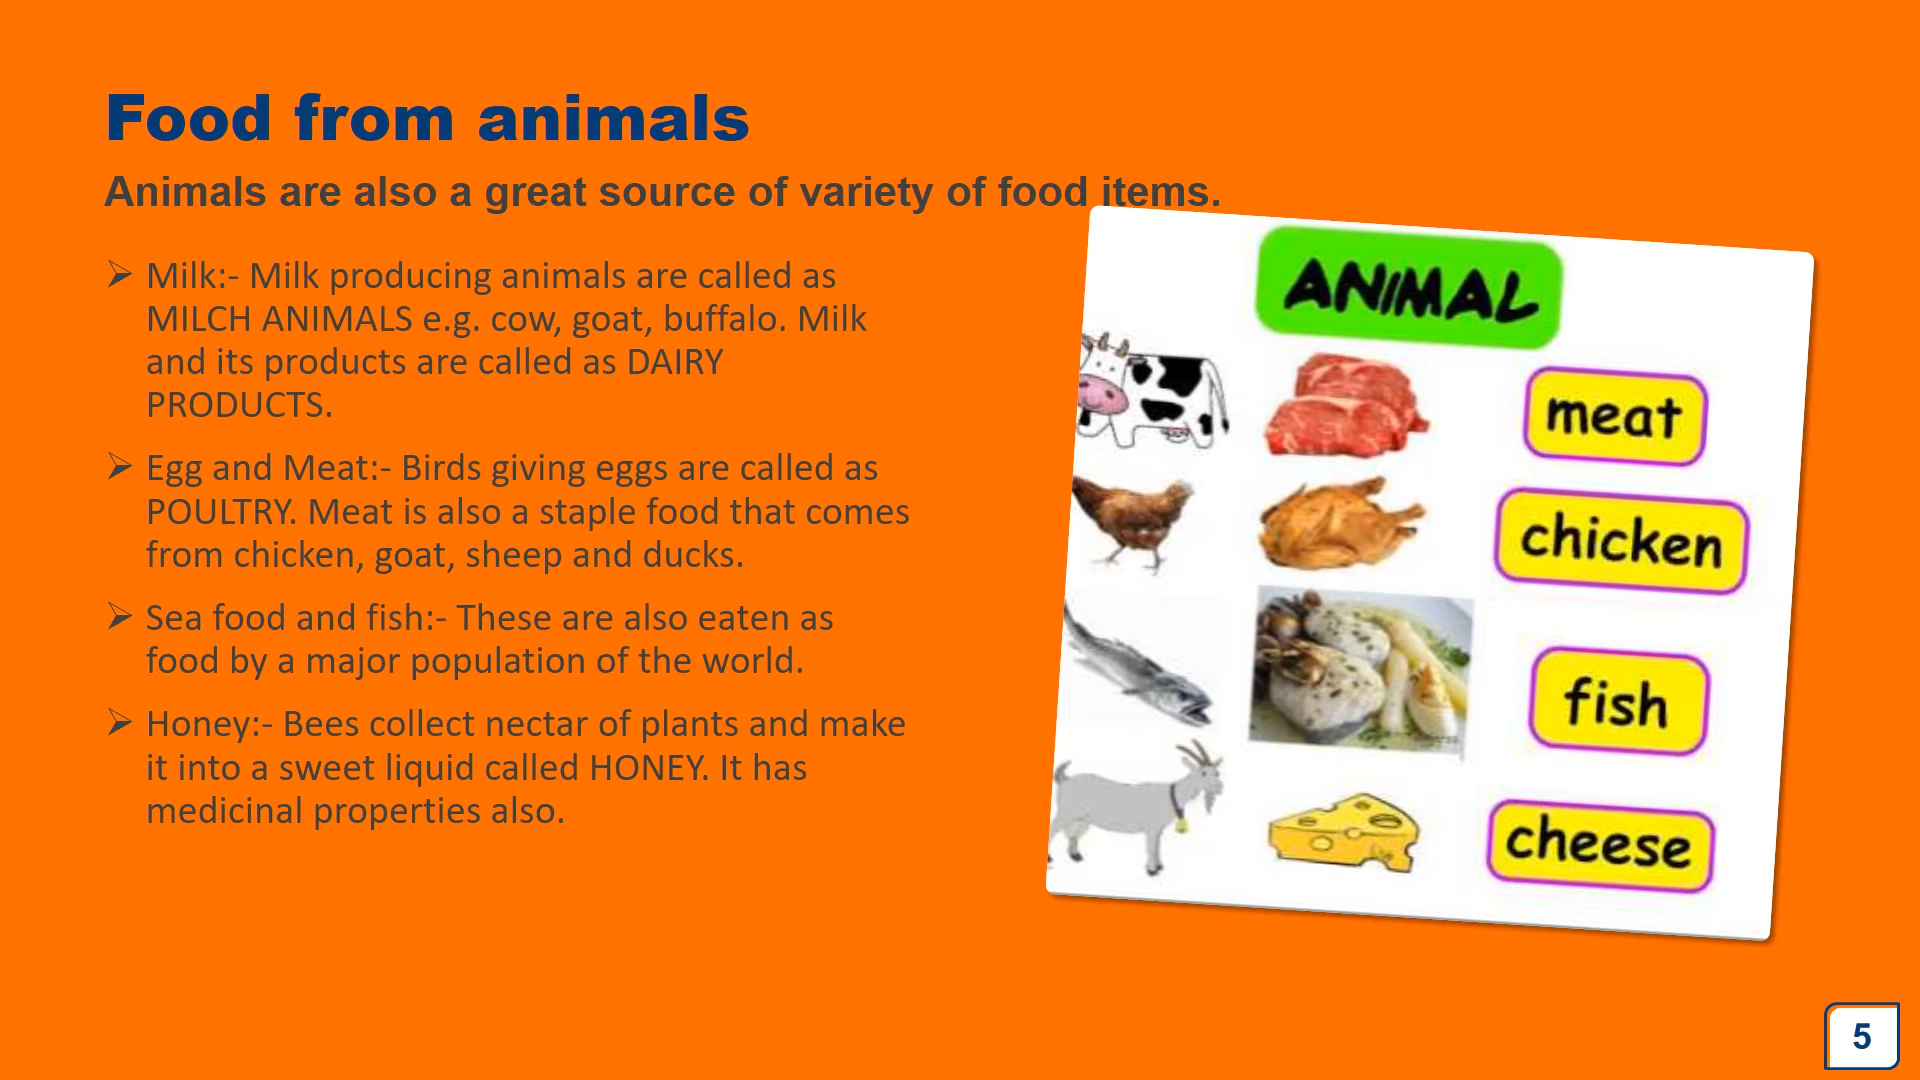 Food from animals
Animals are also a great source of variety of food items.
➢ Milk:- Milk producing animals are called as
MILCH ANIMALS e.g. cow, goat, buffalo. Milk
and its products are called as DAIRY
PRODUCTS.
➢ Egg and Meat:- Birds giving eggs are called as
POULTRY. Meat is also a staple food that comes
from chicken, goat, sheep and ducks.
➢ Sea food and fish:- These are also eaten as
food by a major population of the world.
➢ Honey:- Bees collect nectar of plants and make
it into a sweet liquid called HONEY. It has
medicinal properties also.
ANIMAL
meat
chicken
fish
cheese
5